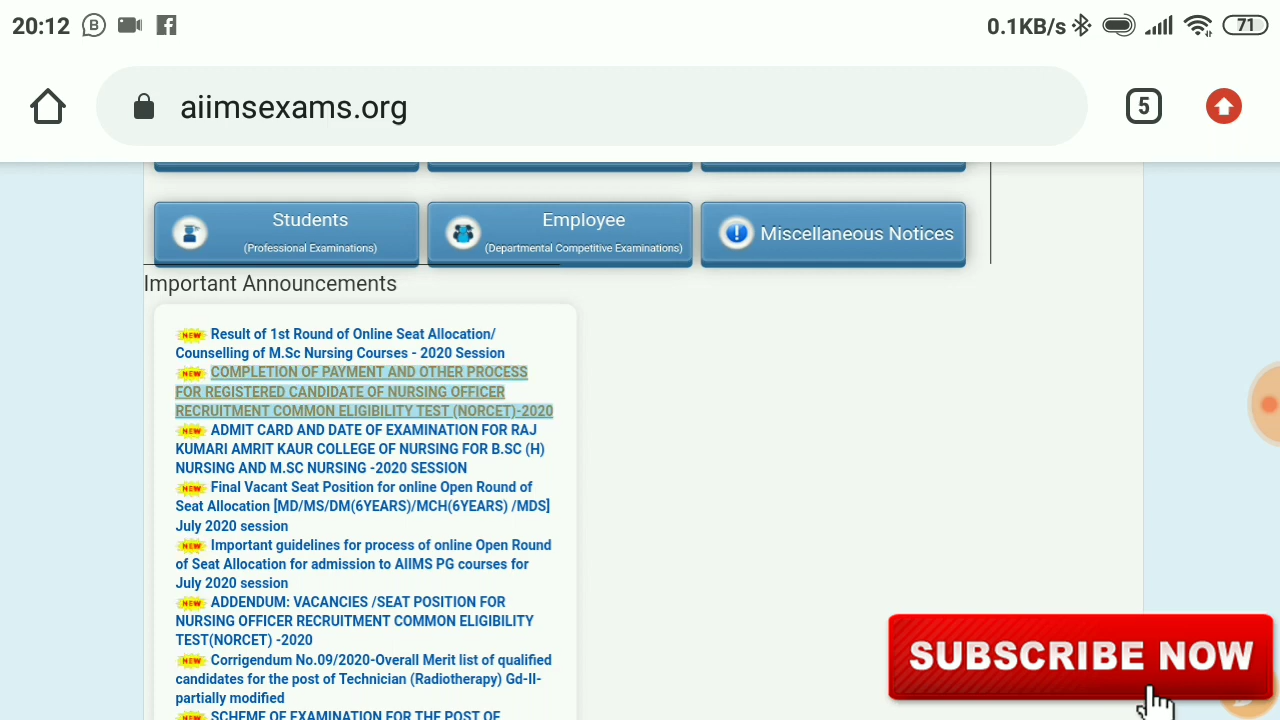 20:12
0.1KB/s
71
aiimsexams.org
5
Students
(Professional Examinations)
Employee
(Departmental Competitive Examinations)
Miscellaneous Notices
Important Announcements
NEW Result of 1st Round of Online Seat Allocation/
Counselling of M.Sc Nursing Courses - 2020 Session
NEW COMPLETION OF PAYMENT AND OTHER PROCESS
FOR REGISTERED CANDIDATE OF NURSING OFFICER
RECRUITMENT COMMON ELIGIBILITY TEST (NORCET)-2020
NEW ADMIT CARD AND DATE OF EXAMINATION FOR RAJ
KUMARI AMRIT KAUR COLLEGE OF NURSING FOR B.SC (H)
NURSING AND M.SC NURSING -2020 SESSION
NEW Final Vacant Seat Position for online Open Round of
Seat Allocation [MD/MS/DM(6YEARS)/MCH(6YEARS) /MDS]
July 2020 session
NEW Important guidelines for process of online Open Round
of Seat Allocation for admission to AIIMS PG courses for
July 2020 session
NEW ADDENDUM: VACANCIES /SEAT POSITION FOR
NURSING OFFICER RECRUITMENT COMMON ELIGIBILITY
TEST(NORCET) -2020
NEW Corrigendum No.09/2020-Overall Merit list of qualified
candidates for the post of Technician (Radiotherapy) Gd-II-
partially modified
NEW SCHEME OF EXAMINATION FOR THE POST OF
SUBSCRIBE NOW